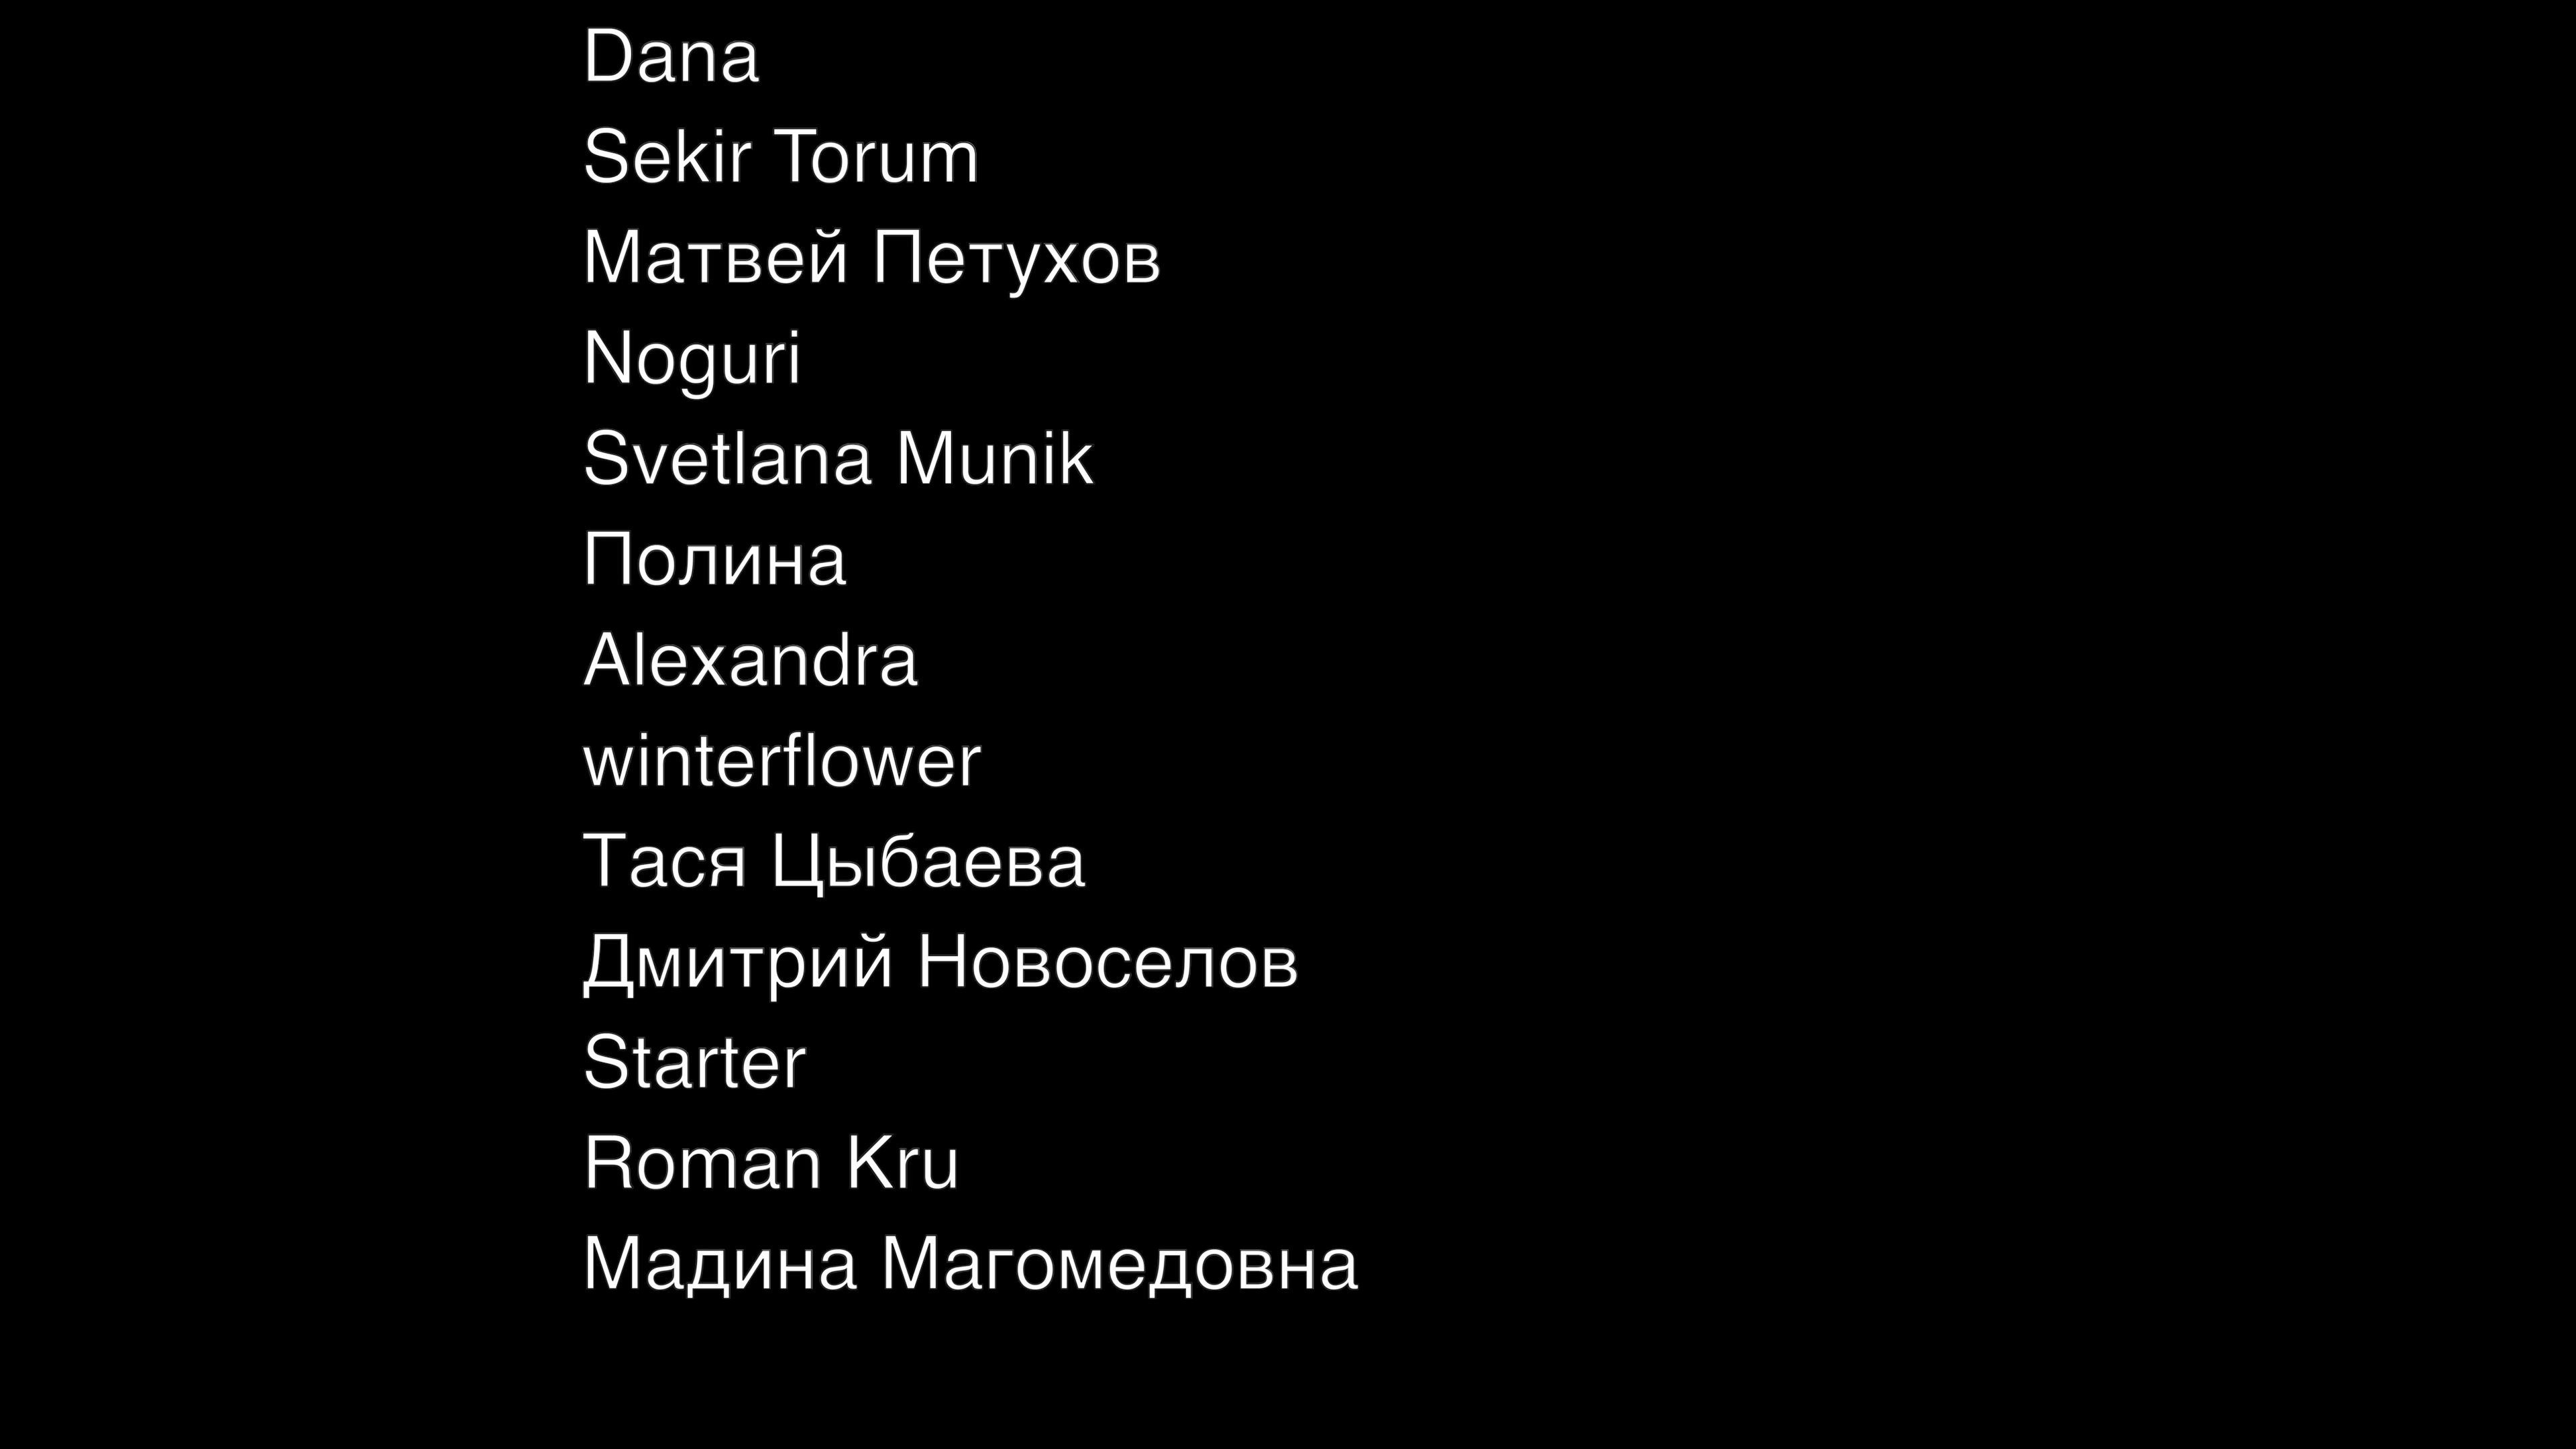 Dana
Sekir Torum
Матвей Петухов
Noguri
Svetlana Munik
Полина
Alexandra
winterflower
Тася Цыбаева
Дмитрий Новоселов
Starter
Roman Kru
Мадина Магомедовна